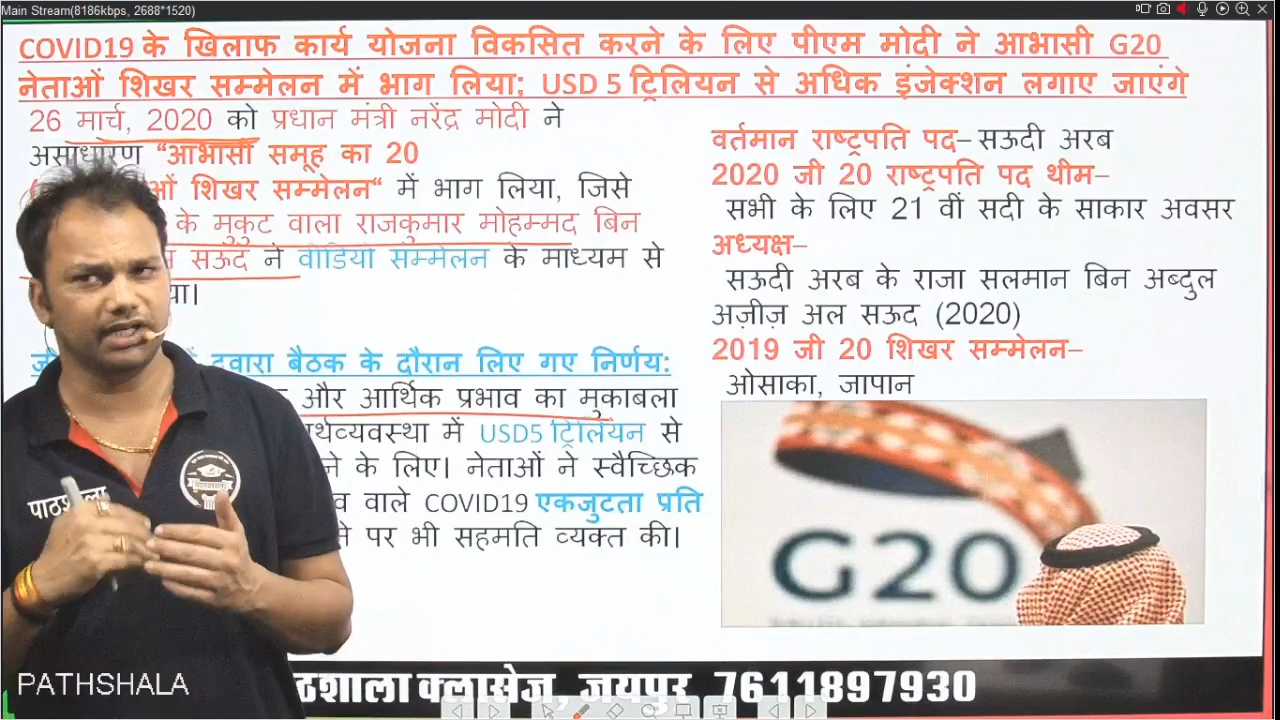 Main Stream(8186kbps, 2688*1520)
COVID19 के खिलाफ कार्य योजना विकसित करने के लिए पीएम मोदी ने आभासी G20
नेताओं शिखर सम्मेलन में भाग लिया; USD 5 ट्रिलियन से अधिक इंजेक्शन लगाए जाएंगे
26 मार्च, 2020 को प्रधान मंत्री नरेंद्र मोदी ने
असाधारण “आभासी समूह का 20
शिखर सम्मेलन“ में भाग लिया, जिसे
के मुकुट वाला राजकुमार मोहम्मद बिन
सऊद ने वीडियो सम्मेलन के माध्यम से
द्वारा बैठक के दौरान लिए गए निर्णय:
और आर्थिक प्रभाव का मुकाबला
USD5 ट्रिलियन से
के लिए। नेताओं ने स्वैच्छिक
वाले COVID19 एकजुटता प्रति
पर भी सहमति व्यक्त की।
वर्तमान राष्ट्रपति पद– सऊदी अरब
2020 जी 20 राष्ट्रपति पद थीम–
सभी के लिए 21 वीं सदी के साकार अवसर
अध्यक्ष–
सऊदी अरब के राजा सलमान बिन अब्दुल
अज़ीज़ अल सऊद (2020)
2019 जी 20 शिखर सम्मेलन–
ओसाका, जापान
G20
पाठशाला
PATHSHALA
क्लासेज, जयपुर 7611897930